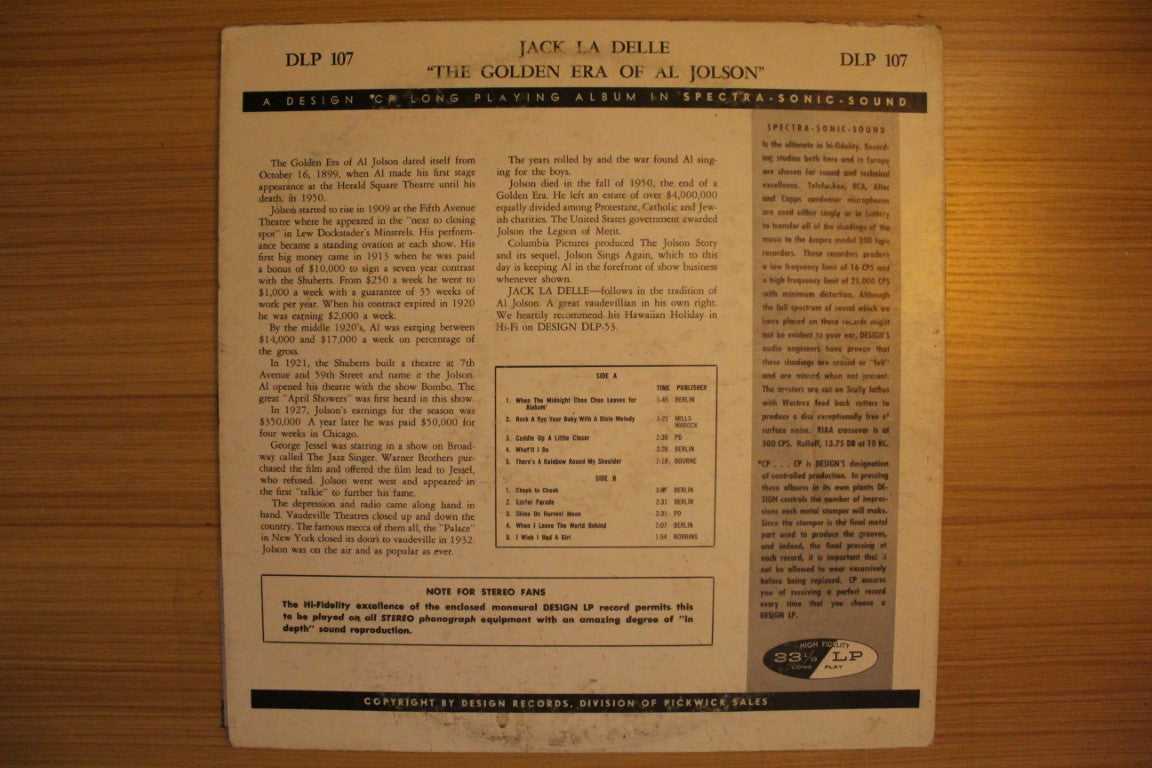 DLP 107
JACK LA DELLE
"THE GOLDEN ERA OF AL JOLSON"
DLP 107
A DESIGN *CP LONG PLAYING ALBUM IN SPECTRA-SONIC-SOUND
The Golden Era of Al Jolson dated itself from
October 16, 1899, when Al made his first stage
appearance at the Herald Square Theatre until his
death, in 1950.
Jolson started to rise in 1909 at the Fifth Avenue
Theatre where he appeared in the "next to closing
spot" in Lew Dockstader's Minstrels. His perform-
ance became a standing ovation at each show. His
first big money came in 1913 when he was paid
a bonus of $10,000 to sign a seven year contract
with the Shuberts. From $250 a week he went to
$1,000 a week with a guarantee of 35 weeks of
work per year. When his contract expired in 1920
he was earning $2,000 a week.
By the middle 1920's, Al was earning between
$14,000 and $17,000 a week on percentage of
the gross.
In 1921, the Shuberts built a theatre at 7th
Avenue and 59th Street and name it the Jolson.
Al opened his theatre with the show Bombo. The
great "April Showers" was first heard in this show.
In 1927, Jolson's earnings for the season was
$350,000 A year later he was paid $50,000 for
four weeks in Chicago.
George Jessel was starring in a show on Broad-
way called The Jazz Singer. Warner Brothers pur-
chased the film and offered the film lead to Jessel,
who refused. Jolson went west and appeared in
the first "talkie" to further his fame.
The depression and radio came along hand in
hand. Vaudeville Theatres closed up and down the
country. The famous mecca of them all, the "Palace"
in New York closed its doors to vaudeville in 1932.
Jolson was on the air and as popular as ever.
The years rolled by and the war found Al sing-
ing for the boys.
Jolson died in the fall of 1950, the end of a
Golden Era. He left an estate of over $4,000,000
equally divided among Protestant, Catholic and Jew-
ish charities. The United States government awarded
Jolson the Legion of Merit.
Columbia Pictures produced The Jolson Story
and its sequel, Jolson Sings Again, which to this
day is keeping Al in the forefront of show business
whenever shown.
JACK LA DELLE—follows in the tradition of
Al Jolson. A great vaudevillian in his own right.
We heartily recommend his Hawaiian Holiday in
Hi-Fi on DESIGN DLP-53.
SIDE A
TIME PUBLISHER
1. When The Midnight Choo Choo Leaves for
Alabam' 1:45 BERLIN
2. Rock A Bye Your Baby With A Dixie Melody MILLS-
WAROCK
3. Cuddle Up A Little Closer 2:35 PD
4. What'll I Do 2:26 BERLIN
5. There's A Rainbow Round My Shoulder 2:18 BOURNE
SIDE B
1. Cheek to Cheek BERLIN
2. Easter Parade 2:31 BERLIN
3. Shine On Harvest Moon 2:31 PD
4. When I Leave The World Behind 2:07 BERLIN
5. I Wish I Had A Girl 1:54 ROBBINS
NOTE FOR STEREO FANS
The Hi-Fidelity excellence of the enclosed monaural DESIGN LP record permits this
to be played on all STEREO phonograph equipment with an amazing degree of "in
depth" sound reproduction.
SPECTRA-SONIC-SOUND
Is the ultimate in hi-fidelity. Record-
ing studios both here and in Europe
are chosen for sound and technical
excellence. Telefunken, RCA, Altec
and Capps condenser microphones
are used either singly or in battery
to transfer all of the shadings of the
music to the Ampex model 300 tape
recorders. These recorders produce
a low frequency limit of 16 CPS and
a high frequency limit of 25,000 CPS
with minimum distortion. Although
the full spectrum of sound which we
have placed on these records might
not be evident to your ear, DESIGN'S
audio engineers have proven that
these shadings are sensed or "felt"
and are missed when not present.
The masters are cut on Scully lathes
with Westrex feed back cutters to
produce a disc exceptionally free of
surface noise. RIAA crossover is at
500 CPS. Rolloff, 13.75 DB at 10 KC.
*CP . . . CP is DESIGN'S designation
of controlled production. In pressing
these albums in its own plants DE-
SIGN controls the number of impres-
sions each metal stamper will make.
Since the stamper is the final metal
part used to produce the grooves,
and indeed, the final pressing of
each record, it is important that it
not be allowed to wear excessively
before being replaced. CP assures
you of receiving a perfect record
every time that you choose a
DESIGN LP.
HIGH FIDELITY
33 1/3 LP
LONG PLAY
COPYRIGHT BY DESIGN RECORDS, DIVISION OF PICKWICK SALES